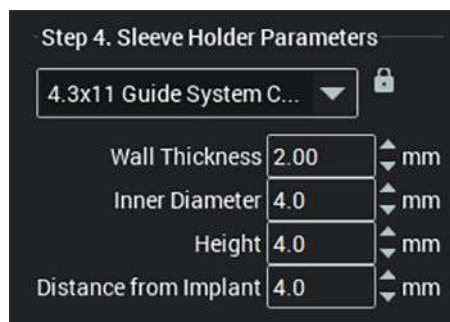 Step 4. Sleeve Holder Parameters
4.3x11 Guide System C...
Wall Thickness 2.00 mm
Inner Diameter 4.0 mm
Height 4.0 mm
Distance from Implant 4.0 mm